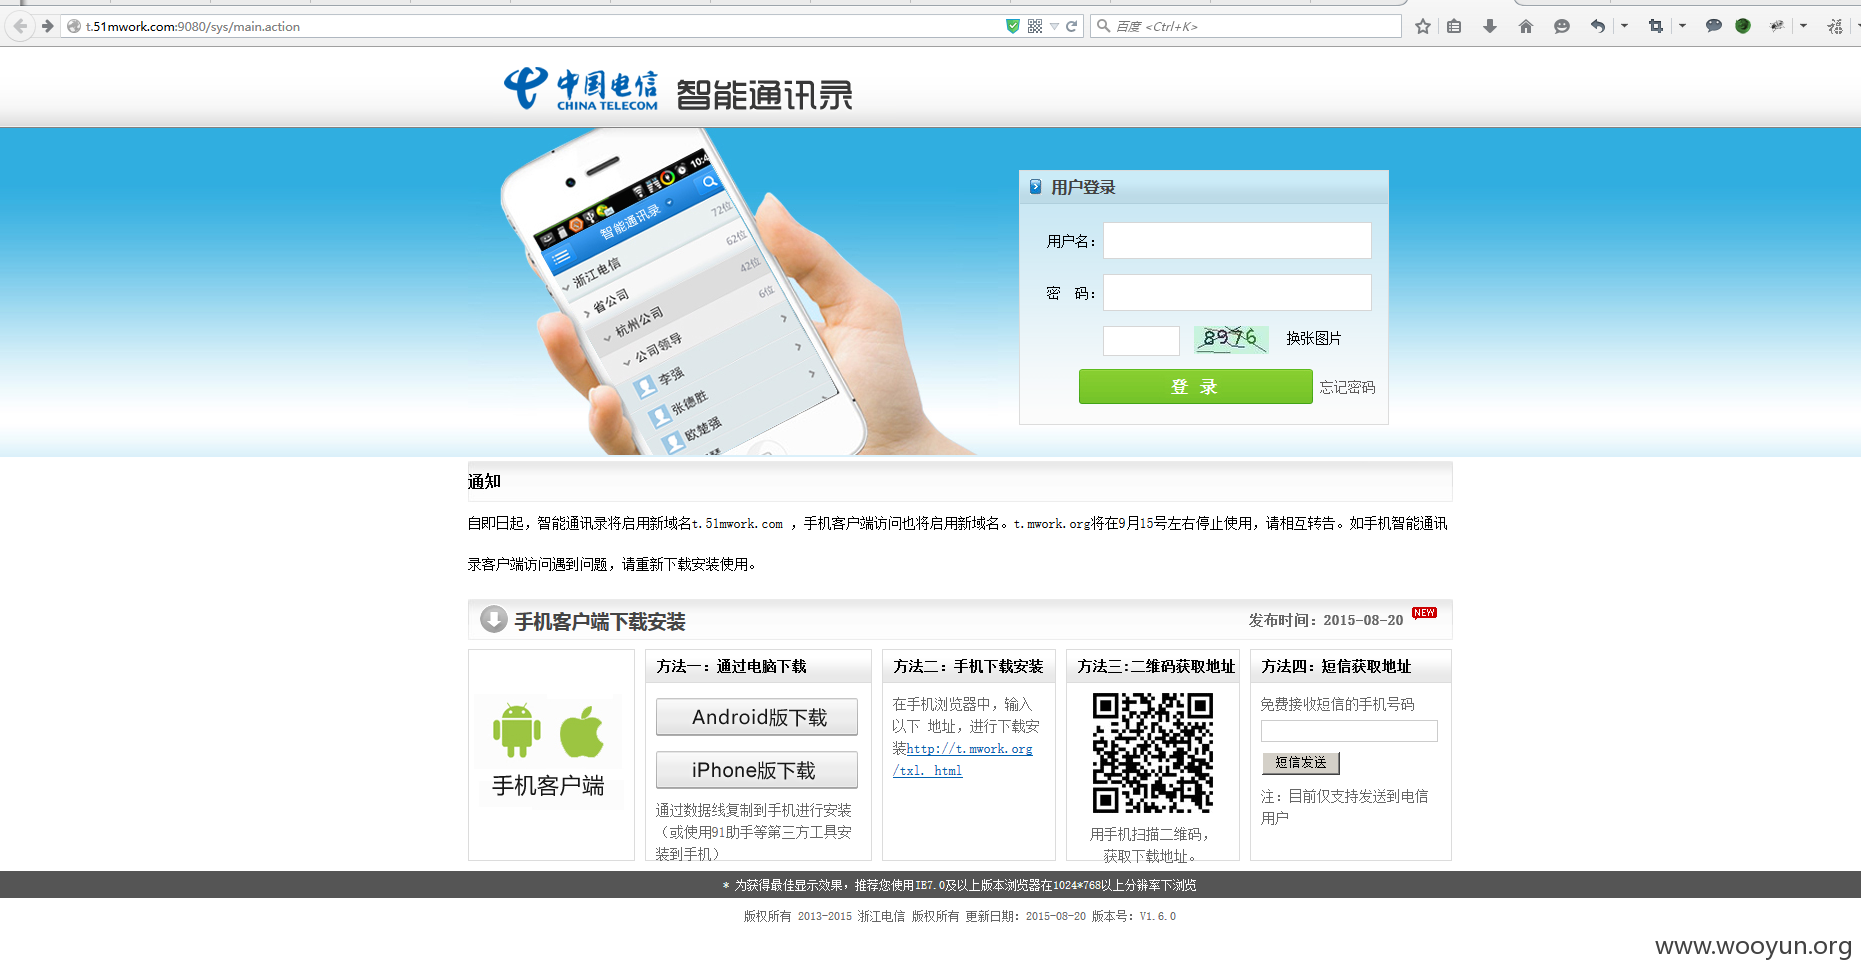 t.51mwork.com:9080/sys/main.action
百度 <Ctrl+K>
中国电信
CHINA TELECOM
智能通讯录
10:4
智能通讯录
72位
浙江电信
62位
省公司
42位
杭州公司
6位
公司领导
李强
张德胜
欧楚强
用户登录
用户名：
密 码：
8976
换张图片
登 录
忘记密码
通知
自即日起，智能通讯录将启用新域名t.51mwork.com ，手机客户端访问也将启用新域名。t.mwork.org将在9月15号左右停止使用，请相互转告。如手机智能通讯
录客户端访问遇到问题，请重新下载安装使用。
手机客户端下载安装
发布时间：2015-08-20
NEW
手机客户端
方法一：通过电脑下载
Android版下载
iPhone版下载
通过数据线复制到手机进行安装
（或使用91助手等第三方工具安
装到手机）
方法二：手机下载安装
在手机浏览器中，输入
以下 地址，进行下载安
装http://t.mwork.org
/txl. html
方法三:二维码获取地址
用手机扫描二维码，
获取下载地址。
方法四：短信获取地址
免费接收短信的手机号码
短信发送
注：目前仅支持发送到电信
用户
* 为获得最佳显示效果，推荐您使用IE7.0及以上版本浏览器在1024*768以上分辨率下浏览
版权所有 2013-2015 浙江电信 版权所有 更新日期：2015-08-20 版本号：V1.6.0
www.wooyun.org